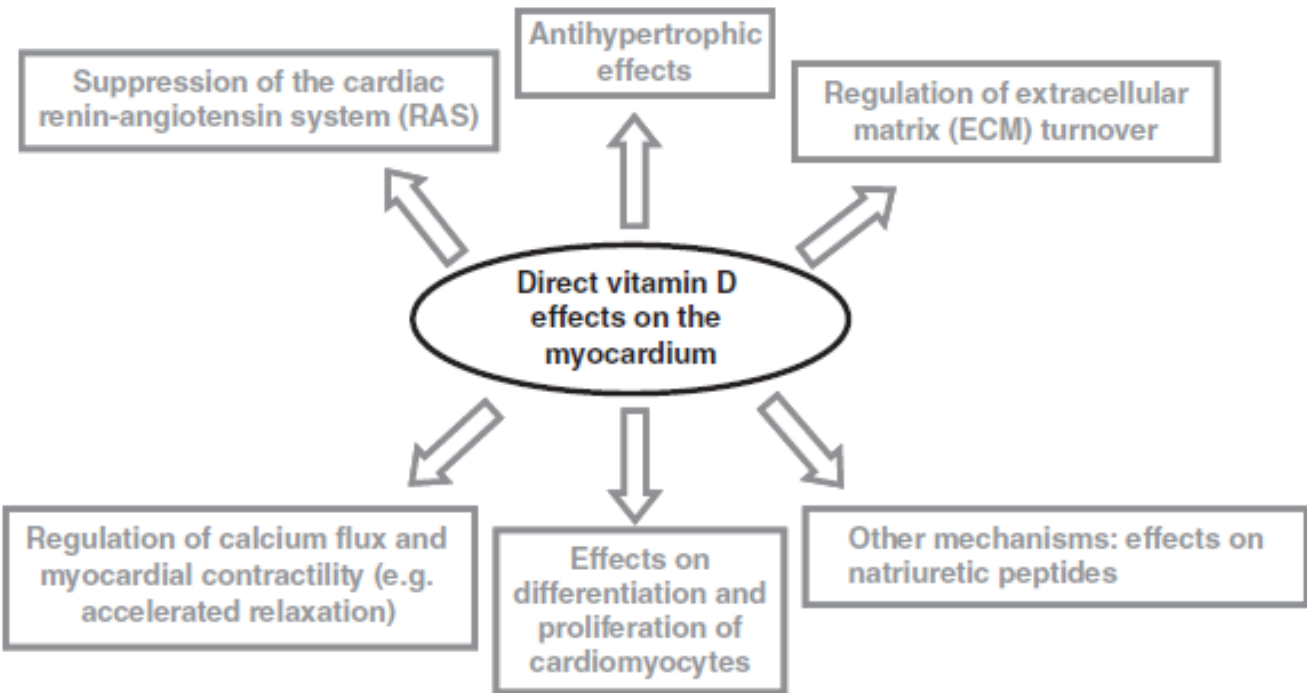 Antihypertrophic
effects
Suppression of the cardiac
renin-angiotensin system (RAS)
Regulation of extracellular
matrix (ECM) turnover
Direct vitamin D
effects on the
myocardium
Regulation of calcium flux and
myocardial contractility (e.g.
accelerated relaxation)
Effects on
differentiation and
proliferation of
cardiomyocytes
Other mechanisms: effects on
natriuretic peptides